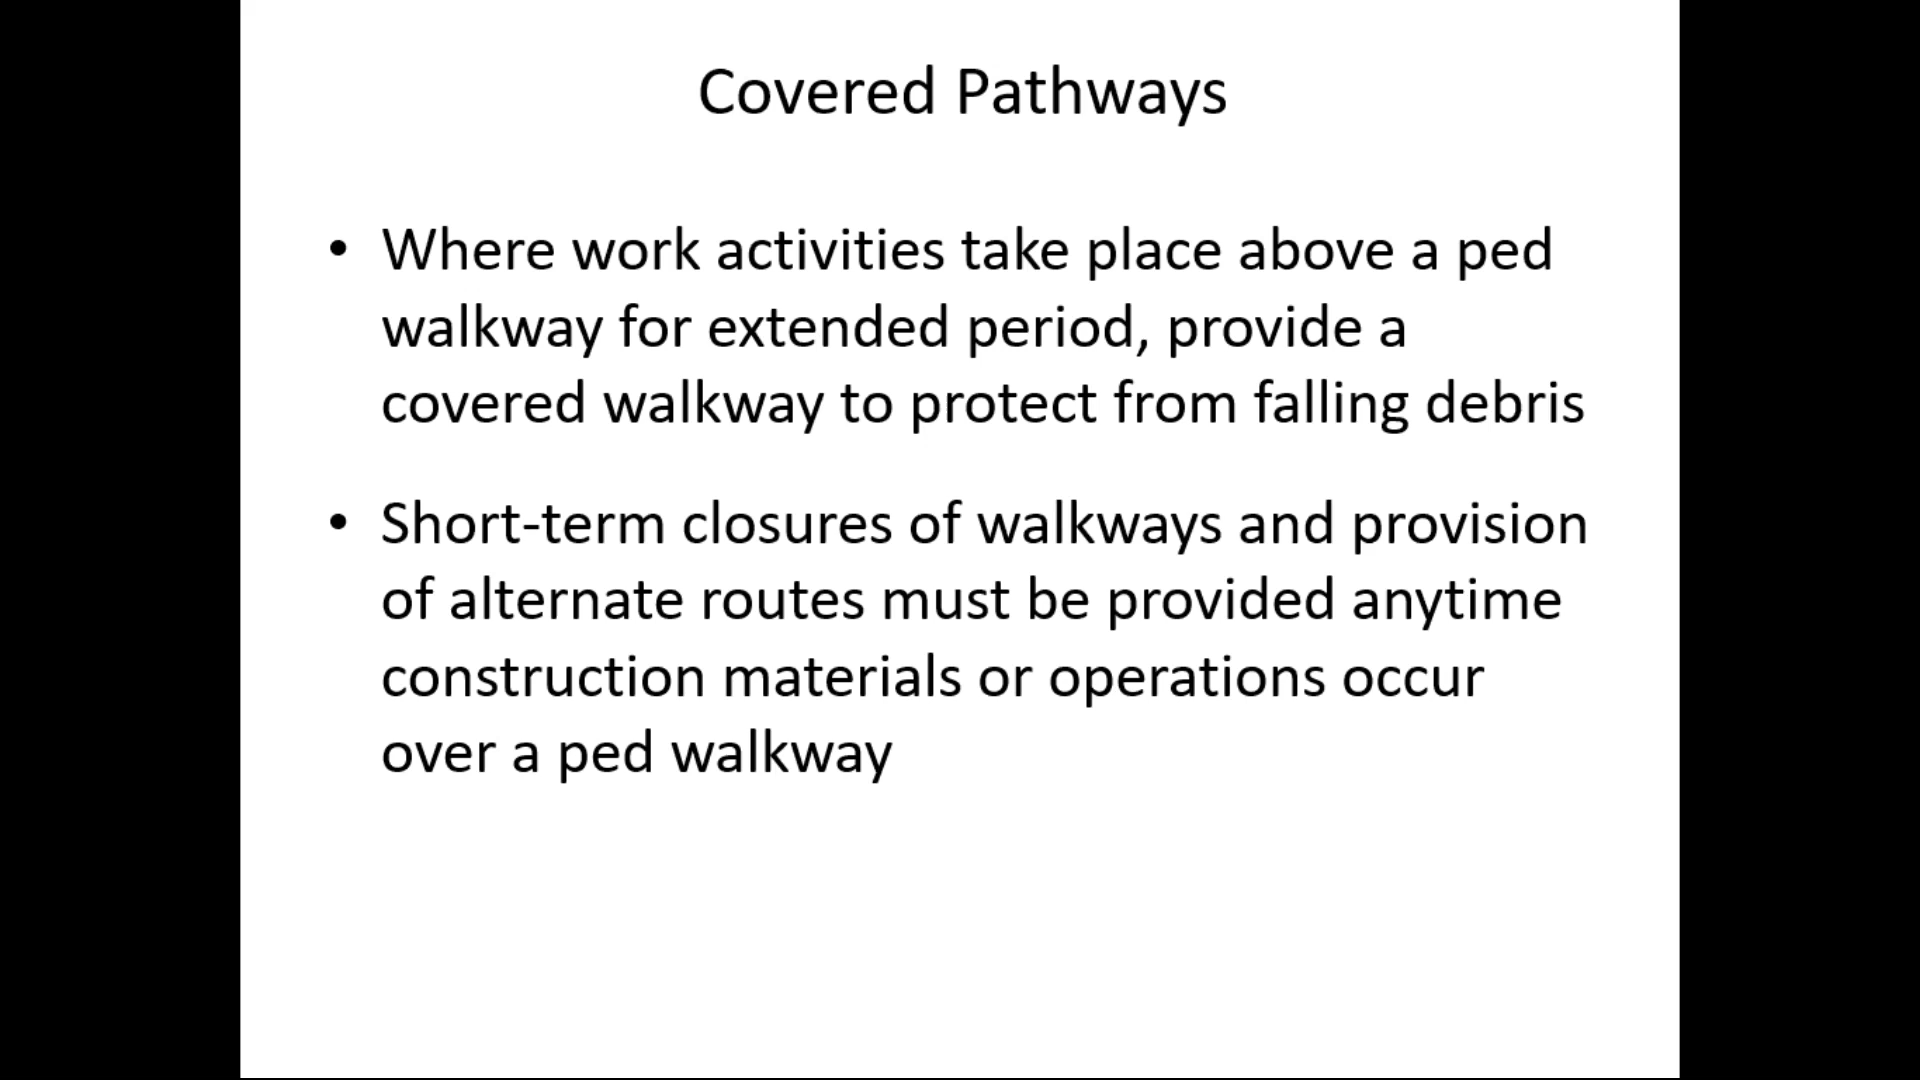 Covered Pathways
• Where work activities take place above a ped
walkway for extended period, provide a
covered walkway to protect from falling debris
• Short-term closures of walkways and provision
of alternate routes must be provided anytime
construction materials or operations occur
over a ped walkway